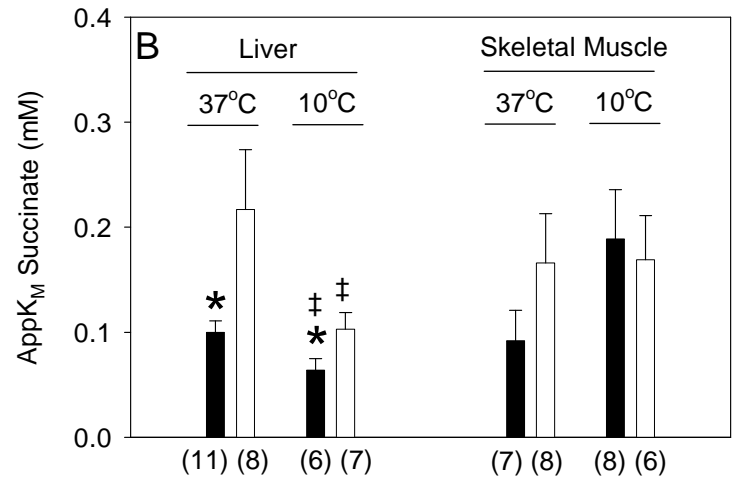 B
Liver
Skeletal Muscle
37°C
10°C
37°C
10°C
AppK_M Succinate (mM)
0.4
0.3
0.2
0.1
0.0
*
‡
*
‡
(11) (8) (6) (7) (7) (8) (8) (6)